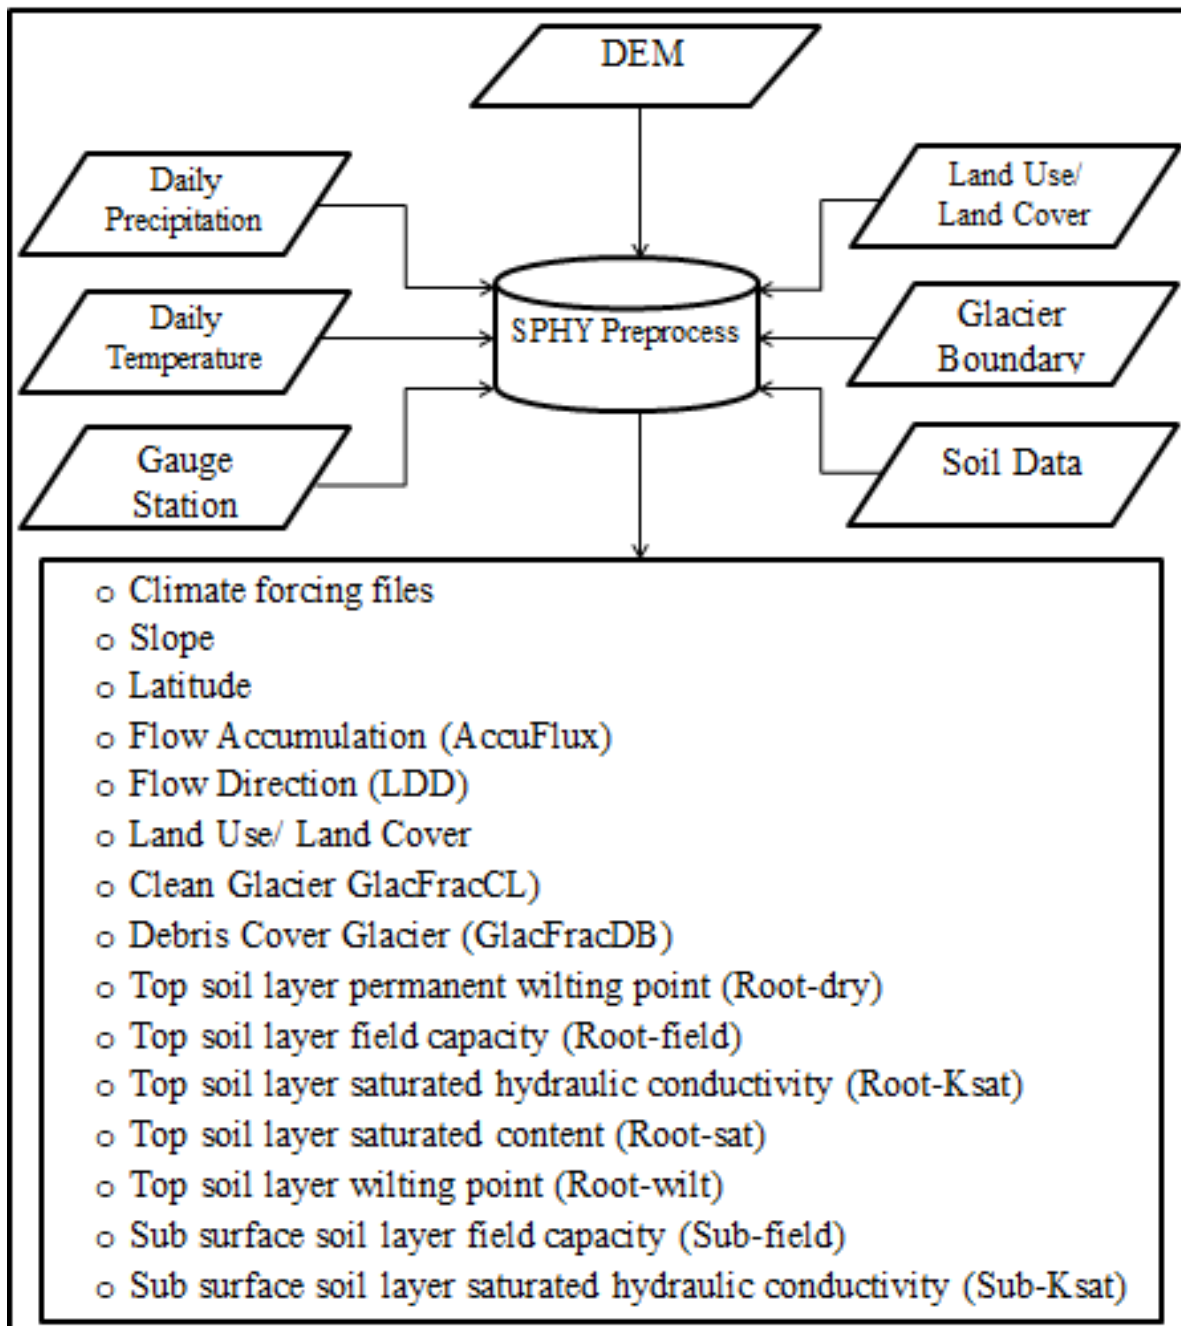 DEM
Daily
Precipitation
Land Use/
Land Cover
Daily
Temperature
SPHY Preprocess
Glacier
Boundary
Gauge
Station
Soil Data
o Climate forcing files
o Slope
o Latitude
o Flow Accumulation (AccuFlux)
o Flow Direction (LDD)
o Land Use/ Land Cover
o Clean Glacier GlacFracCL)
o Debris Cover Glacier (GlacFracDB)
o Top soil layer permanent wilting point (Root-dry)
o Top soil layer field capacity (Root-field)
o Top soil layer saturated hydraulic conductivity (Root-Ksat)
o Top soil layer saturated content (Root-sat)
o Top soil layer wilting point (Root-wilt)
o Sub surface soil layer field capacity (Sub-field)
o Sub surface soil layer saturated hydraulic conductivity (Sub-Ksat)